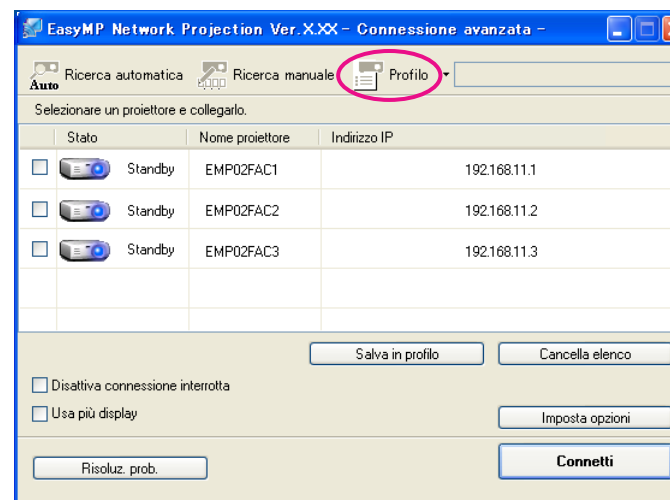 EasyMP Network Projection Ver.X.XX - Connessione avanzata -
Auto Ricerca automatica Ricerca manuale Profilo
Selezionare un proiettore e collegarlo.
Stato Nome proiettore Indirizzo IP
Standby EMP02FAC1 192.168.11.1
Standby EMP02FAC2 192.168.11.2
Standby EMP02FAC3 192.168.11.3
Salva in profilo Cancella elenco
Disattiva connessione interrotta
Usa più display
Imposta opzioni
Connetti
Risoluz. prob.